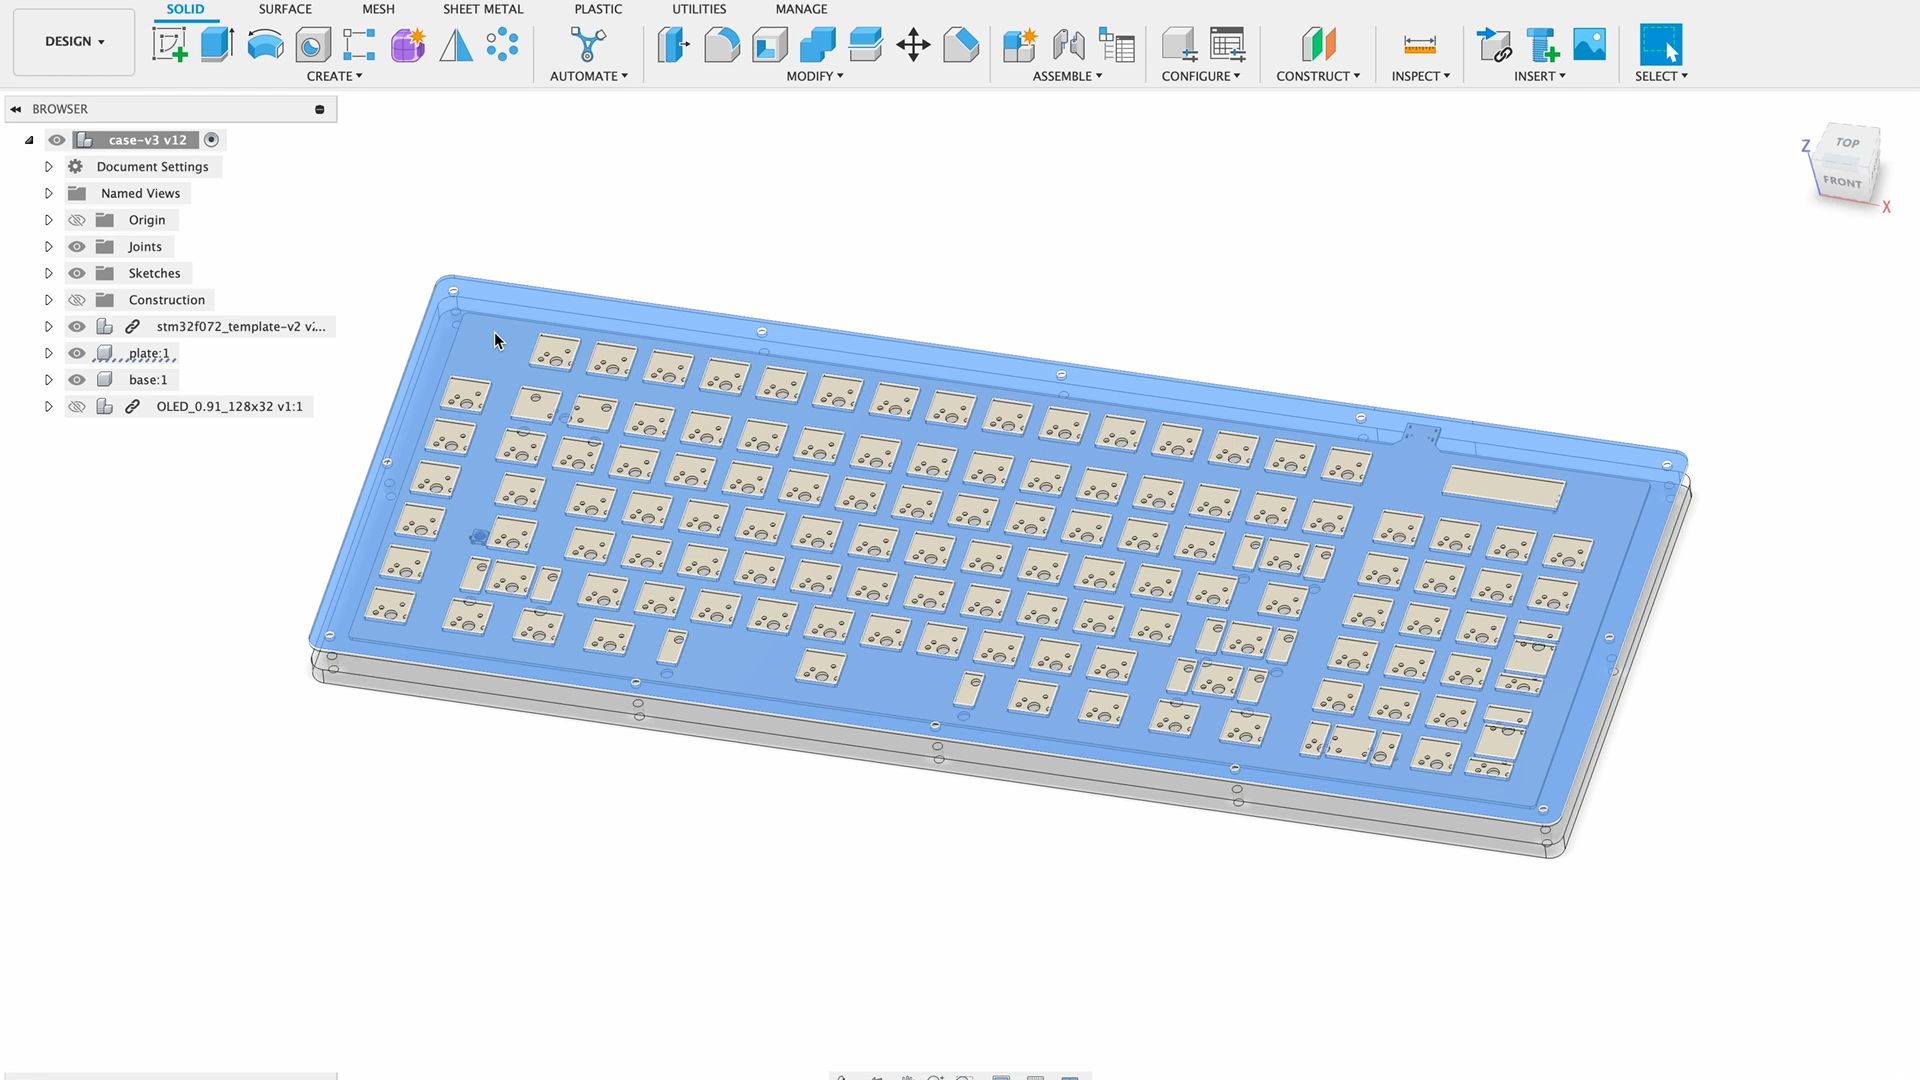 SOLID SURFACE MESH SHEET METAL PLASTIC UTILITIES MANAGE
DESIGN
CREATE AUTOMATE MODIFY ASSEMBLE CONFIGURE CONSTRUCT INSPECT INSERT SELECT
BROWSER
case-v3 v12
Document Settings
Named Views
Origin
Joints
Sketches
Construction
stm32f072_template-v2 v...
plate:1
base:1
OLED_0.91_128x32 v1:1
TOP
Z
FRONT
X